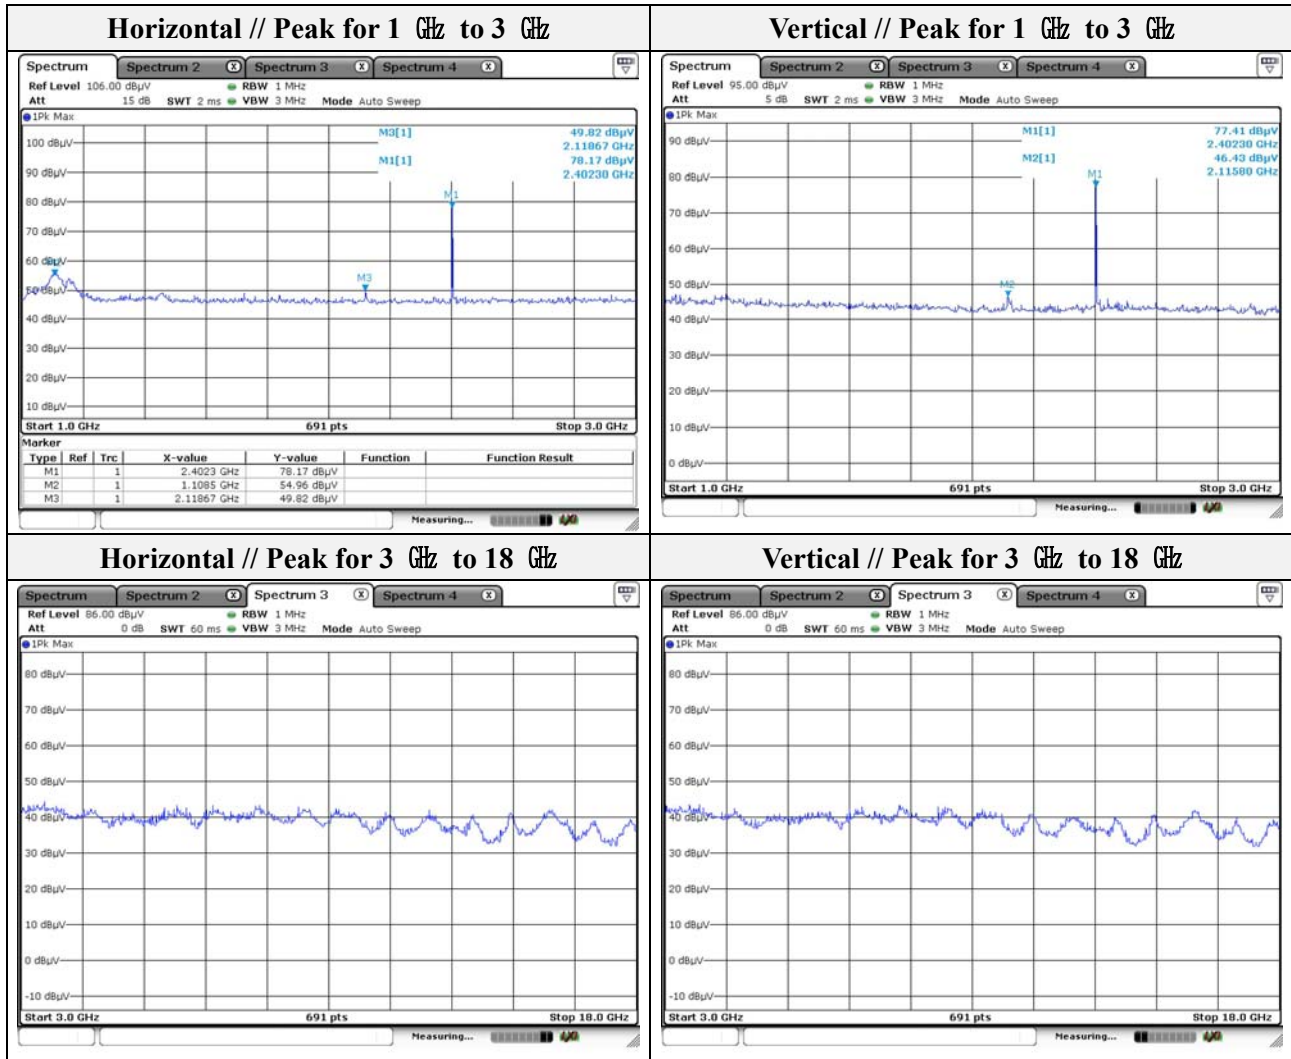 Horizontal // Peak for 1 ㎓ to 3 ㎓
Spectrum Spectrum 2 Spectrum 3 Spectrum 4
Ref Level 106.00 dBµV RBW 1 MHz
Att 15 dB SWT 2 ms VBW 3 MHz Mode Auto Sweep
1Pk Max
M3[1] 49.82 dBµV
2.11867 GHz
M1[1] 78.17 dBµV
2.40230 GHz
100 dBµV
90 dBµV
80 dBµV
70 dBµV
60 dBµV
50 dBµV
40 dBµV
30 dBµV
20 dBµV
10 dBµV
M1
M3
Start 1.0 GHz 691 pts Stop 3.0 GHz
Marker
Type Ref Trc X-value Y-value Function Function Result
M1 1 2.4023 GHz 78.17 dBµV
M2 1 1.1085 GHz 54.96 dBµV
M3 1 2.11867 GHz 49.82 dBµV
Measuring...
Vertical // Peak for 1 ㎓ to 3 ㎓
Spectrum Spectrum 2 Spectrum 3 Spectrum 4
Ref Level 95.00 dBµV RBW 1 MHz
Att 5 dB SWT 2 ms VBW 3 MHz Mode Auto Sweep
1Pk Max
M1[1] 77.41 dBµV
2.40230 GHz
M2[1] 46.43 dBµV
2.11580 GHz
90 dBµV
80 dBµV
70 dBµV
60 dBµV
50 dBµV
40 dBµV
30 dBµV
20 dBµV
10 dBµV
0 dBµV
M1
M2
Start 1.0 GHz 691 pts Stop 3.0 GHz
Measuring...
Horizontal // Peak for 3 ㎓ to 18 ㎓
Spectrum Spectrum 2 Spectrum 3 Spectrum 4
Ref Level 86.00 dBµV RBW 1 MHz
Att 0 dB SWT 60 ms VBW 3 MHz Mode Auto Sweep
1Pk Max
80 dBµV
70 dBµV
60 dBµV
50 dBµV
40 dBµV
30 dBµV
20 dBµV
10 dBµV
0 dBµV
-10 dBµV
Start 3.0 GHz 691 pts Stop 18.0 GHz
Measuring...
Vertical // Peak for 3 ㎓ to 18 ㎓
Spectrum Spectrum 2 Spectrum 3 Spectrum 4
Ref Level 86.00 dBµV RBW 1 MHz
Att 0 dB SWT 60 ms VBW 3 MHz Mode Auto Sweep
1Pk Max
80 dBµV
70 dBµV
60 dBµV
50 dBµV
40 dBµV
30 dBµV
20 dBµV
10 dBµV
0 dBµV
-10 dBµV
Start 3.0 GHz 691 pts Stop 18.0 GHz
Measuring...